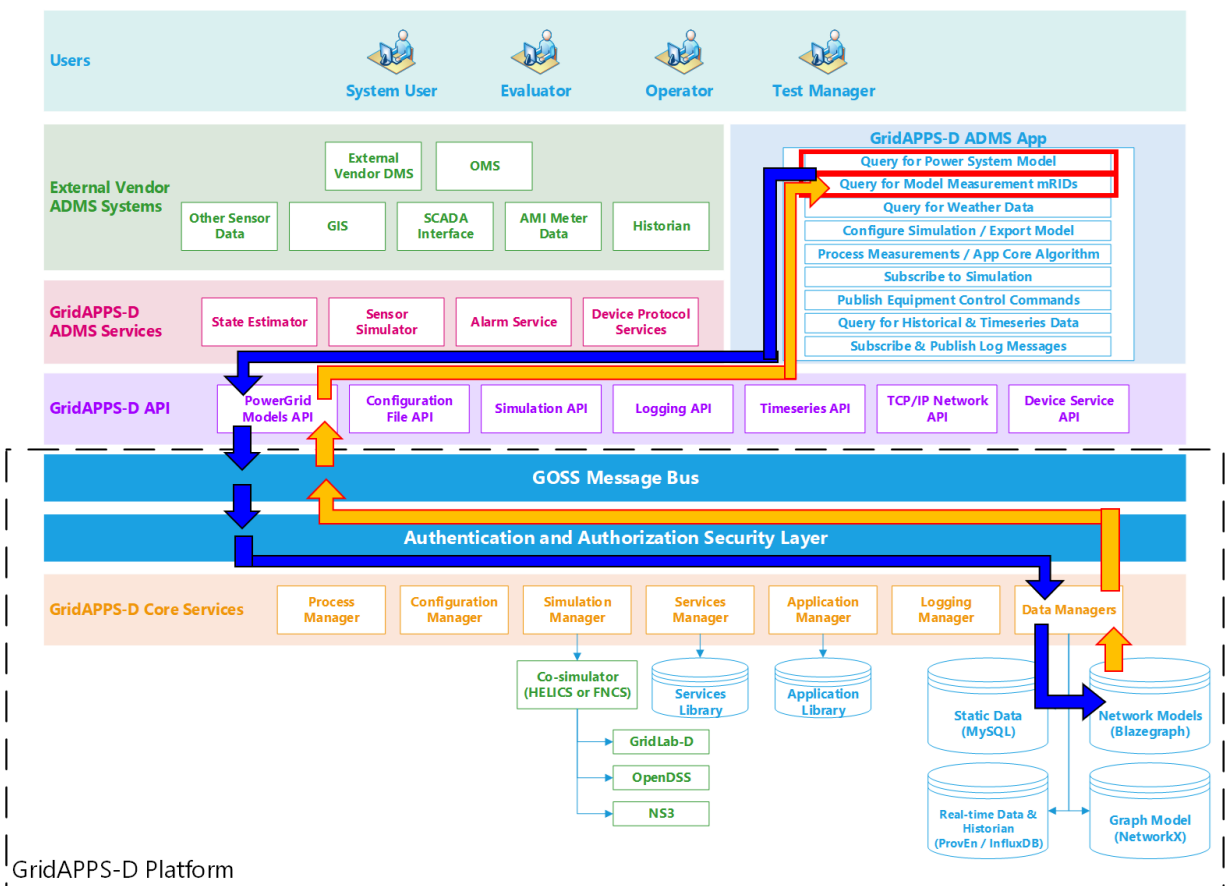 Users
System User
Evaluator
Operator
Test Manager
External Vendor
ADMS Systems
External
Vendor DMS
OMS
Other Sensor
Data
GIS
SCADA
Interface
AMI Meter
Data
Historian
GridAPPS-D ADMS App
Query for Power System Model
Query for Model Measurement mRIDs
Query for Weather Data
Configure Simulation / Export Model
Process Measurements / App Core Algorithm
Subscribe to Simulation
Publish Equipment Control Commands
Query for Historical & Timeseries Data
Subscribe & Publish Log Messages
GridAPPS-D
ADMS Services
State Estimator
Sensor
Simulator
Alarm Service
Device Protocol
Services
GridAPPS-D API
PowerGrid
Models API
Configuration
File API
Simulation API
Logging API
Timeseries API
TCP/IP Network
API
Device Service
API
GOSS Message Bus
Authentication and Authorization Security Layer
GridAPPS-D Core Services
Process
Manager
Configuration
Manager
Simulation
Manager
Services
Manager
Application
Manager
Logging
Manager
Data Managers
Co-simulator
(HELICS or FNCS)
Services
Library
Application
Library
GridLab-D
OpenDSS
NS3
Static Data
(MySQL)
Network Models
(Blazegraph)
Real-time Data &
Historian
(ProvEn / InfluxDB)
Graph Model
(NetworkX)
GridAPPS-D Platform